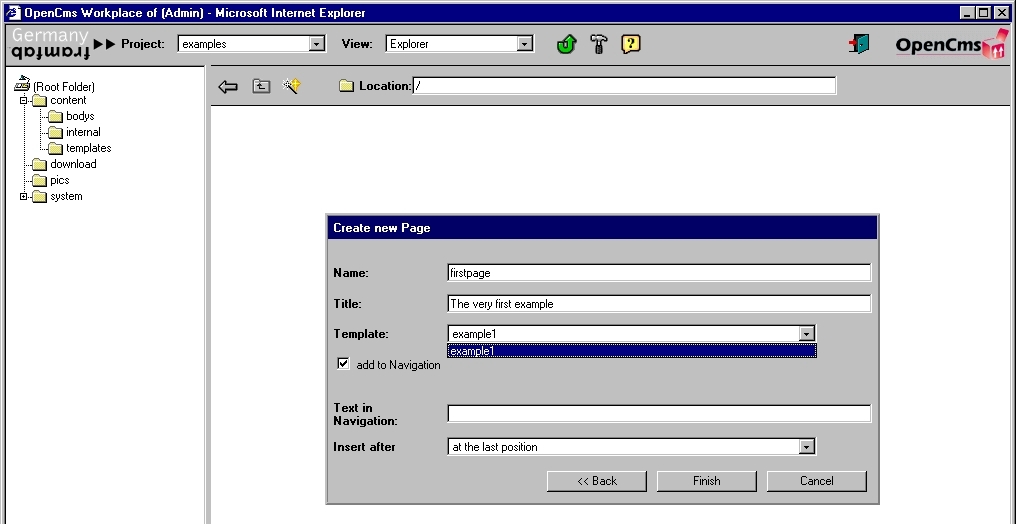 OpenCms Workplace of (Admin) - Microsoft Internet Explorer
Germany
framfab
Project: examples View: Explorer OpenCms
(Root Folder)
content
bodys
internal
templates
download
pics
system
Location: /
Create new Page
Name: firstpage
Title: The very first example
Template: example1
example1
add to Navigation
Text in
Navigation:
Insert after at the last position
<< Back Finish Cancel